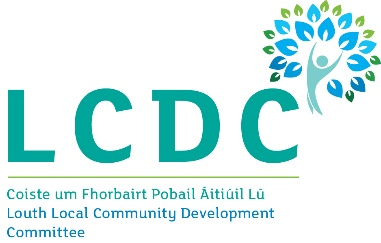 LCDC
Coiste um Fhorbairt Pobail Áitiúil Lú
Louth Local Community Development
Committee